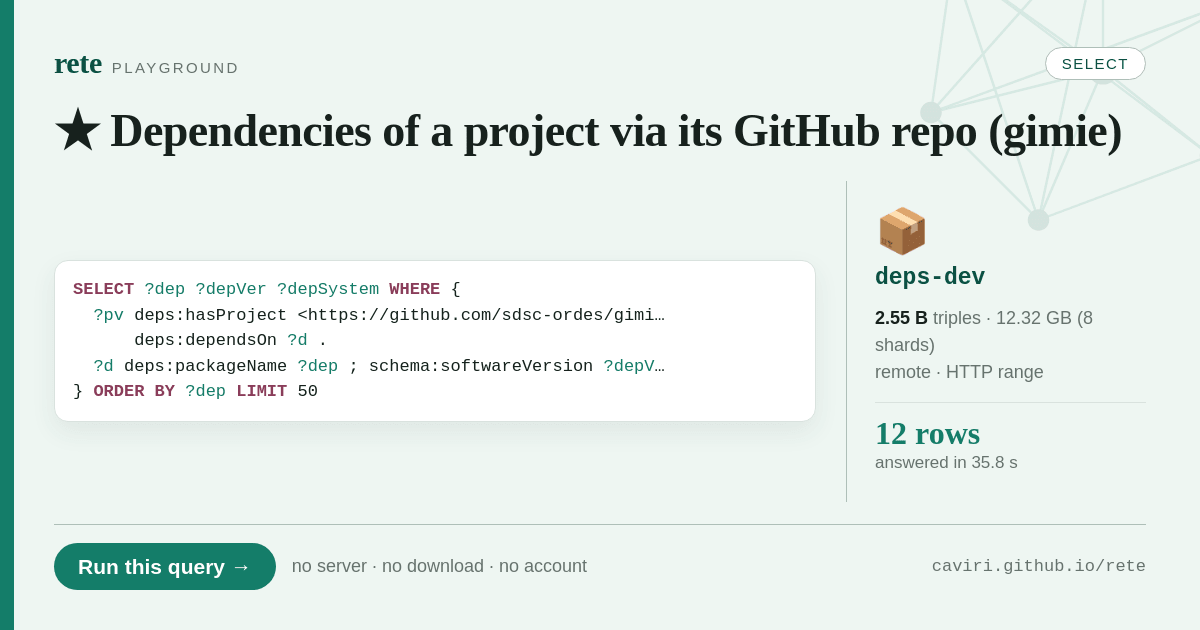 rete PLAYGROUND
SELECT
★ Dependencies of a project via its GitHub repo (gimie)
SELECT ?dep ?depVer ?depSystem WHERE {
  ?pv deps:hasProject <https://github.com/sdsc-ordes/gimi…
      deps:dependsOn ?d .
  ?d deps:packageName ?dep ; schema:softwareVersion ?depV…
} ORDER BY ?dep LIMIT 50
deps-dev
2.55 B triples · 12.32 GB (8
shards)
remote · HTTP range
12 rows
answered in 35.8 s
Run this query →
no server · no download · no account
caviri.github.io/rete